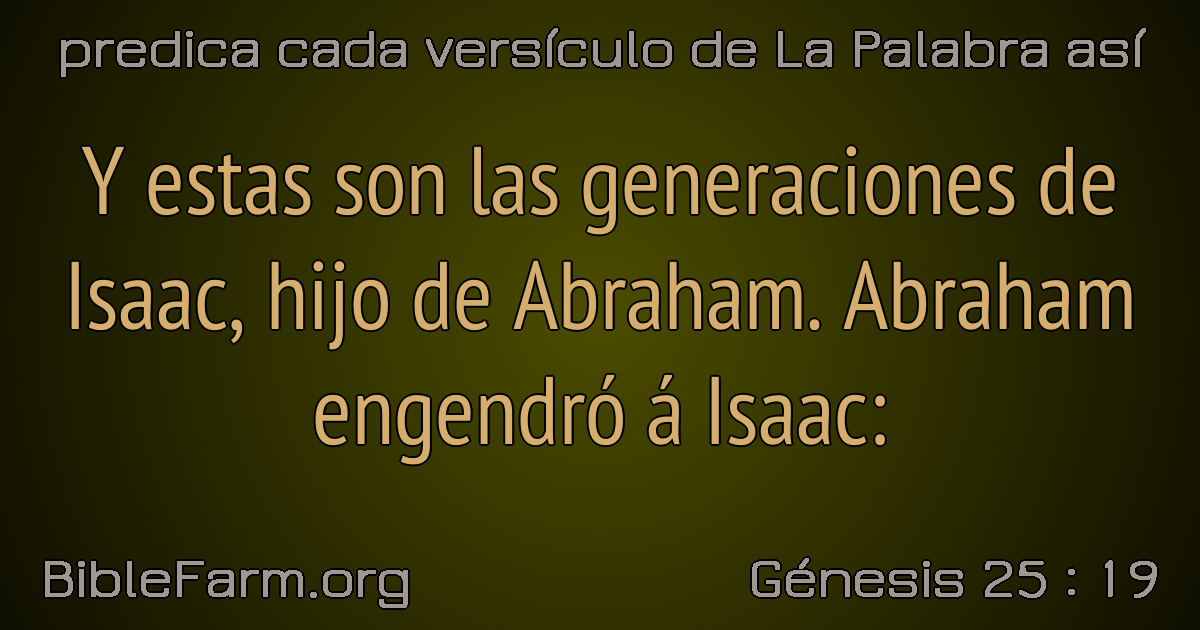 predica cada versículo de La Palabra así
Y estas son las generaciones de
Isaac, hijo de Abraham. Abraham
engendró á Isaac:
BibleFarm.org
Génesis 25 : 19